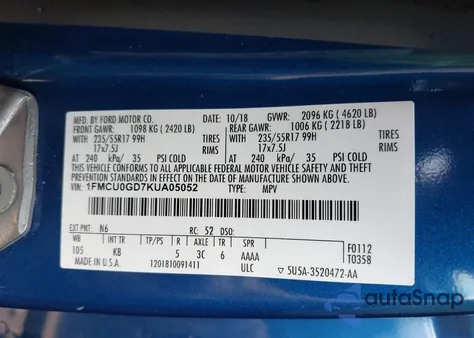 MFD. BY FORD MOTOR CO. DATE: 10/18 GVWR: 2096 KG ( 4620 LB)
FRONT GAWR: 1098 KG ( 2420 LB) REAR GAWR: 1006 KG ( 2218 LB)
WITH 235/55R17 99H TIRES WITH 235/55R17 99H TIRES
17x7.5J RIMS 17x7.5J RIMS
AT 240 kPa/ 35 PSI COLD AT 240 kPa/ 35 PSI COLD
THIS VEHICLE CONFORMS TO ALL APPLICABLE FEDERAL MOTOR VEHICLE SAFETY AND THEFT
PREVENTION STANDARDS IN EFFECT ON THE DATE OF MANUFACTURE SHOWN ABOVE.
VIN: 1FMCU0GD7KUA05052 TYPE: MPV
EXT PNT: N6 RC: 52 DSO: F0112
WB INT TR TP/PS R AXLE TR SPR T0358
105 KB 5 3C 6 AAAA
MADE IN U.S.A. 1201810091411 ULC 5U5A-3520472-AA
autoSnap